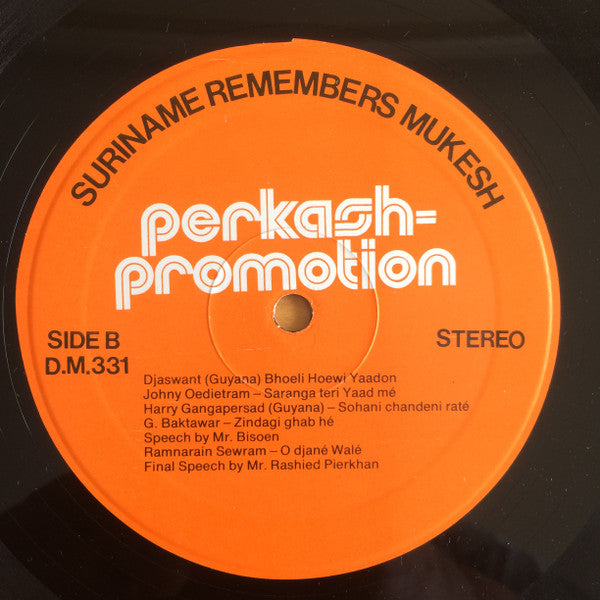 SURINAME REMEMBERS MUKESH
perkash-
promotion
SIDE B
D.M.331
STEREO
Djaswant (Guyana) Bhoeli Hoewi Yaadon
Johny Oedietram – Saranga teri Yaad mé
Harry Gangapersad (Guyana) – Sohani chandeni raté
G. Baktawar – Zindagi ghab hé
Speech by Mr. Bisoen
Ramnarain Sewram – O djané Walé
Final Speech by Mr. Rashied Pierkhan